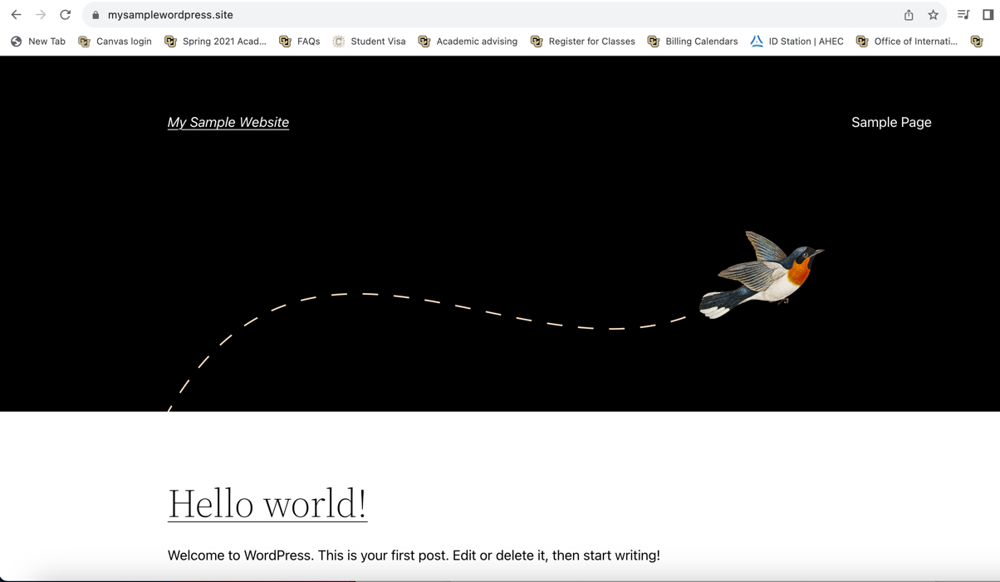 mysamplewordpress.site
New Tab Canvas login Spring 2021 Acad... FAQs Student Visa Academic advising Register for Classes Billing Calendars ID Station | AHEC Office of Internati...
My Sample Website Sample Page
Hello world!
Welcome to WordPress. This is your first post. Edit or delete it, then start writing!